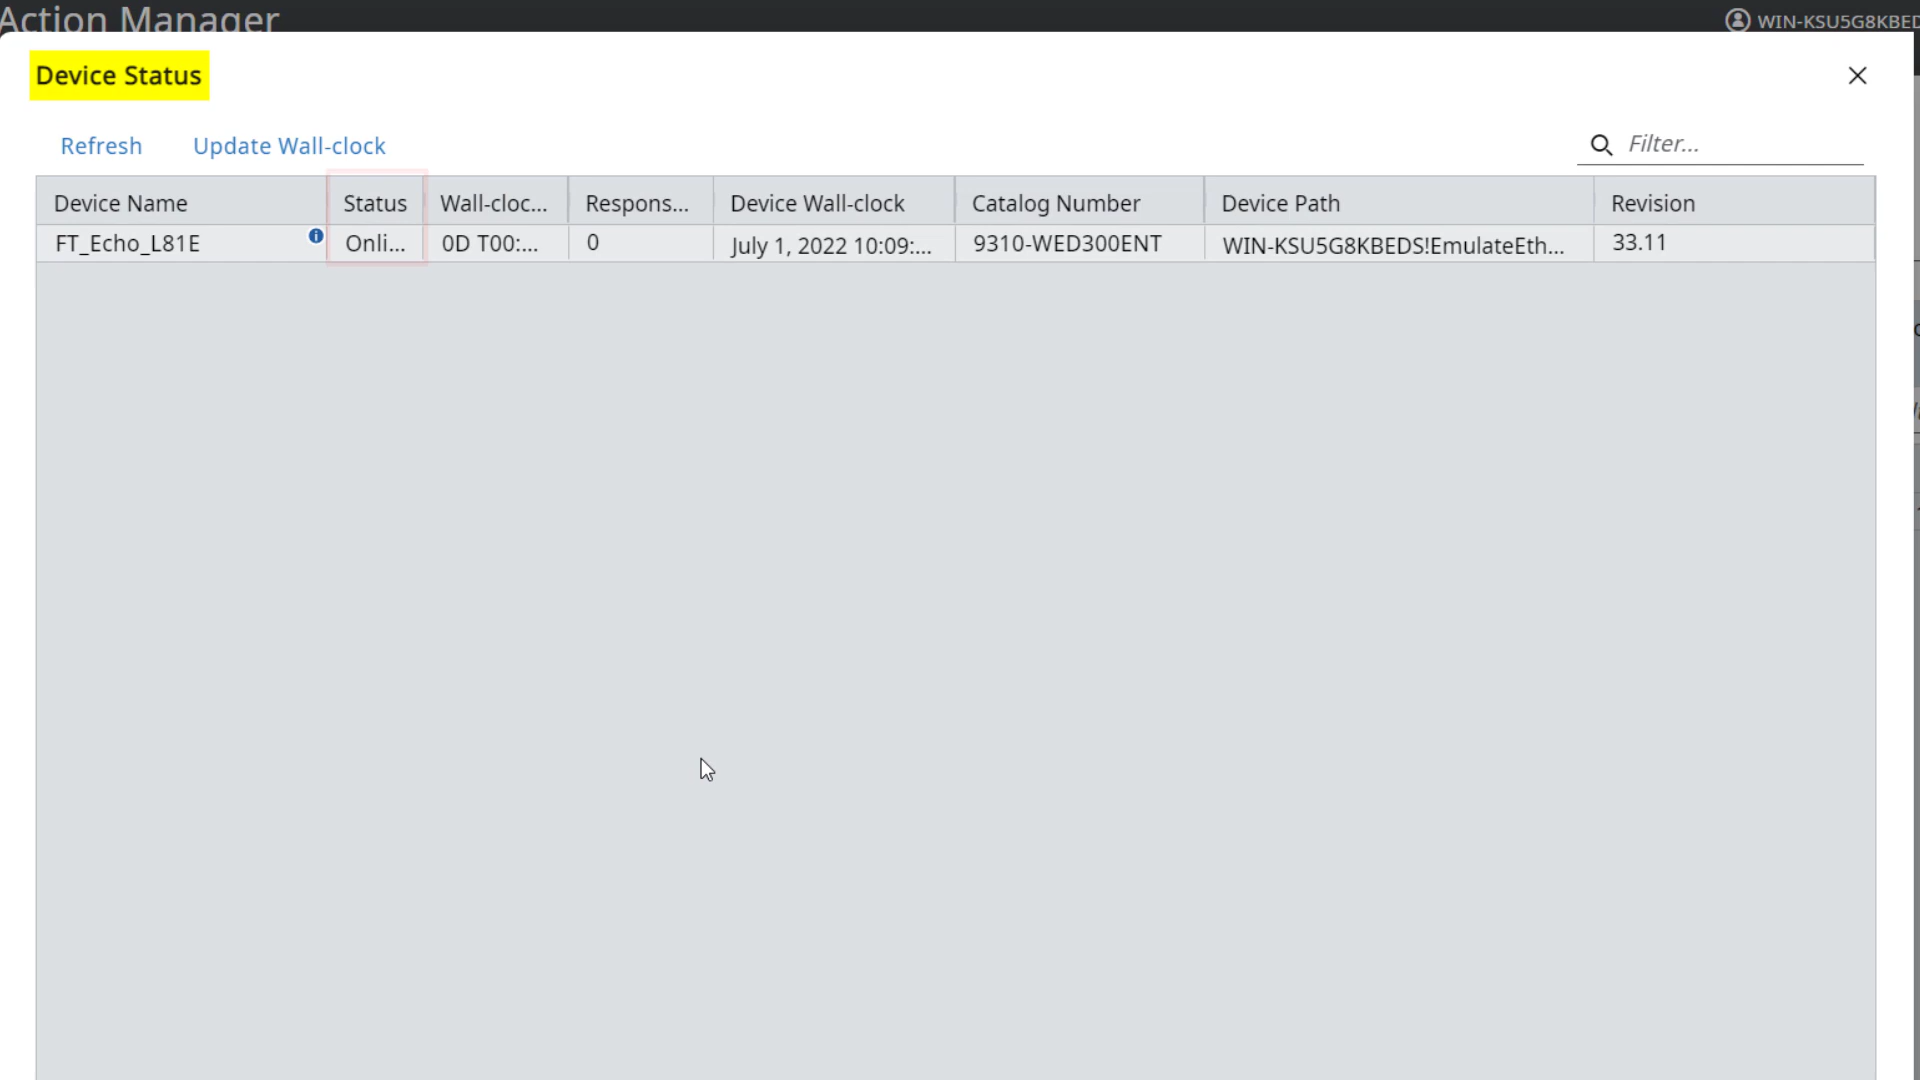 Action Manager
WIN-KSU5G8KBED
Device Status
Refresh Update Wall-clock Filter...
Device Name Status Wall-cloc... Respons... Device Wall-clock Catalog Number Device Path Revision
FT_Echo_L81E Onli... 0D T00:... 0 July 1, 2022 10:09:... 9310-WED300ENT WIN-KSU5G8KBEDS!EmulateEth... 33.11